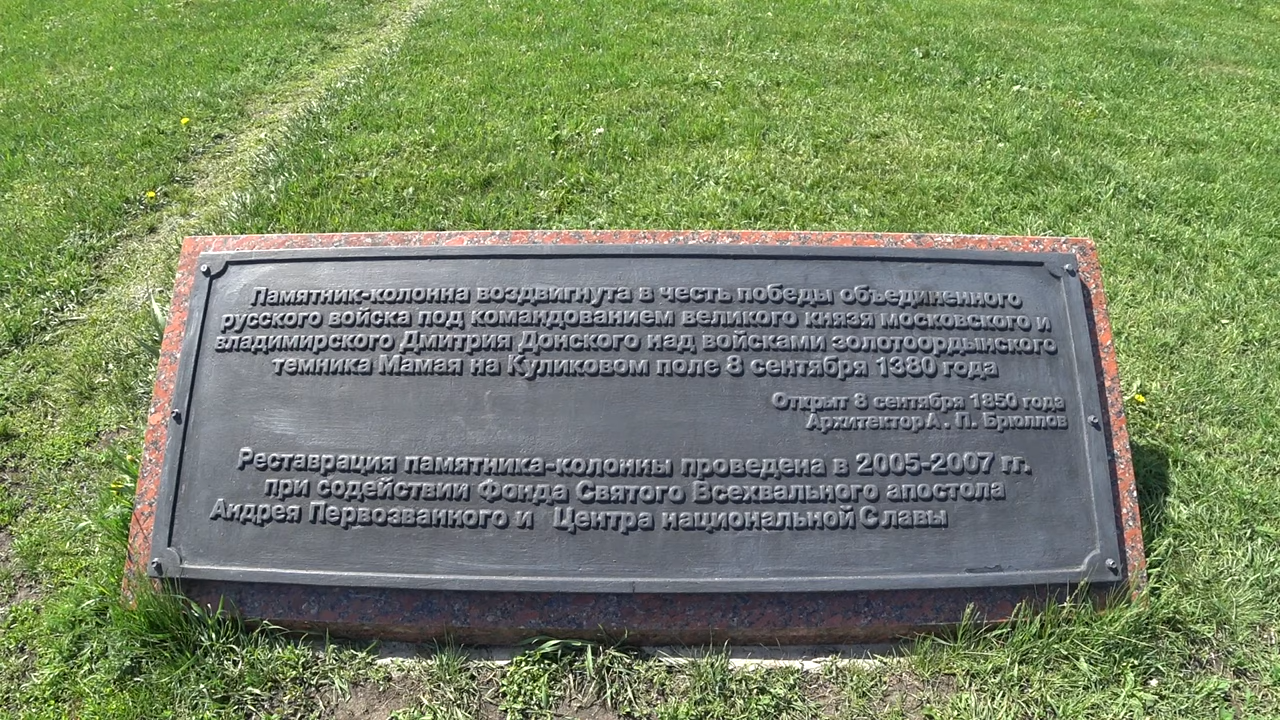 Памятник-колонна воздвигнута в честь победы объединенного
русского войска под командованием великого князя московского и
владимирского Дмитрия Донского над войсками золотоордынского
темника Мамая на Куликовом поле 8 сентября 1380 года
Открыт 8 сентября 1850 года
Архитектор А. П. Брюллов
Реставрация памятника-колонны проведена в 2005-2007 гг.
при содействии Фонда Святого Всехвального апостола
Андрея Первозванного и Центра национальной Славы